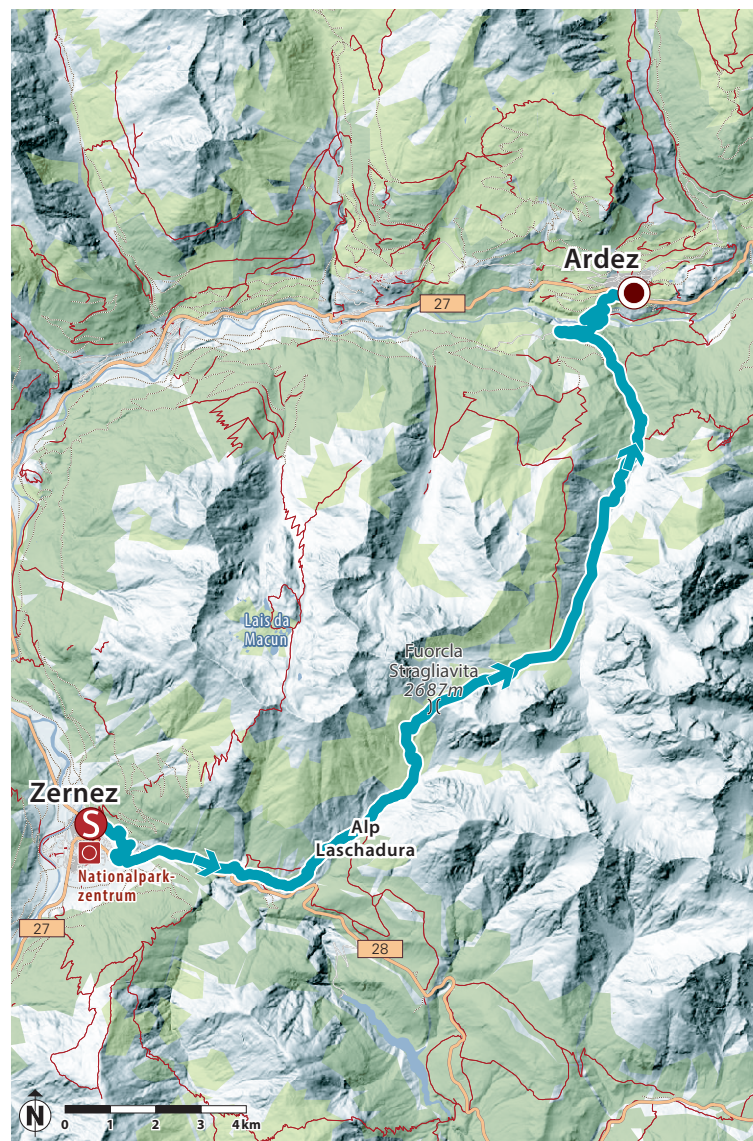 Ardez
27
Lais da
Macun
Fuorcla
Stragliavita
2687m
Zernez
S
Alp
Laschadura
Nationalpark-
zentrum
27
28
N
0 1 2 3 4km